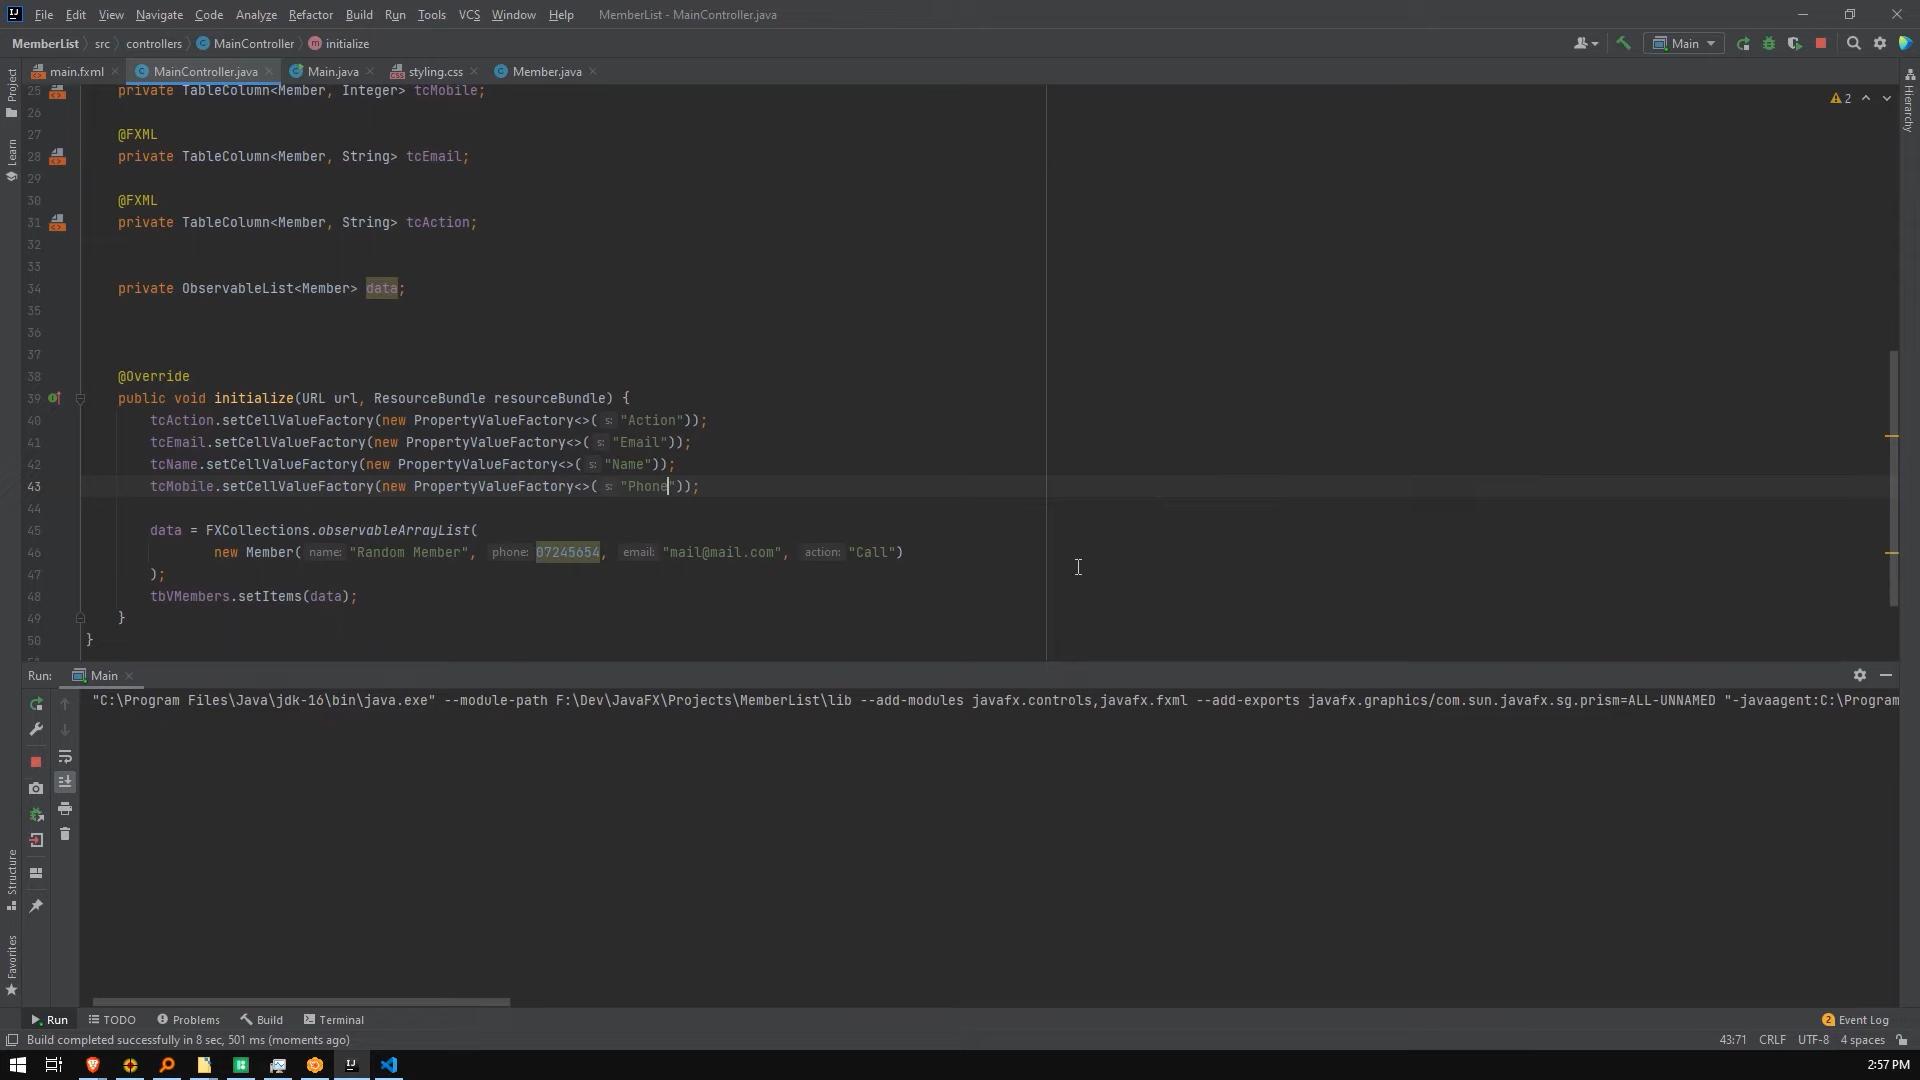 File Edit View Navigate Code Analyze Refactor Build Run Tools VCS Window Help MemberList - MainController.java
MemberList src controllers MainController initialize Main
main.fxml MainController.java Main.java styling.css Member.java
Project
Learn
Structure
Favorites
Hierarchy
2
25 private TableColumn<Member, Integer> tcMobile;
26
27 @FXML
28 private TableColumn<Member, String> tcEmail;
29
30 @FXML
31 private TableColumn<Member, String> tcAction;
32
33
34 private ObservableList<Member> data;
35
36
37
38 @Override
39 public void initialize(URL url, ResourceBundle resourceBundle) {
40 tcAction.setCellValueFactory(new PropertyValueFactory<>( s: "Action"));
41 tcEmail.setCellValueFactory(new PropertyValueFactory<>( s: "Email"));
42 tcName.setCellValueFactory(new PropertyValueFactory<>( s: "Name"));
43 tcMobile.setCellValueFactory(new PropertyValueFactory<>( s: "Phone"));
44
45 data = FXCollections.observableArrayList(
46 new Member( name: "Random Member", phone: 07245654, email: "mail@mail.com", action: "Call")
47 );
48 tbVMembers.setItems(data);
49 }
50 }
Run: Main
"C:\Program Files\Java\jdk-16\bin\java.exe" --module-path F:\Dev\JavaFX\Projects\MemberList\lib --add-modules javafx.controls,javafx.fxml --add-exports javafx.graphics/com.sun.javafx.sg.prism=ALL-UNNAMED "-javaagent:C:\Program
Run TODO Problems Build Terminal 2 Event Log
Build completed successfully in 8 sec, 501 ms (moments ago) 43:71 CRLF UTF-8 4 spaces
2:57 PM